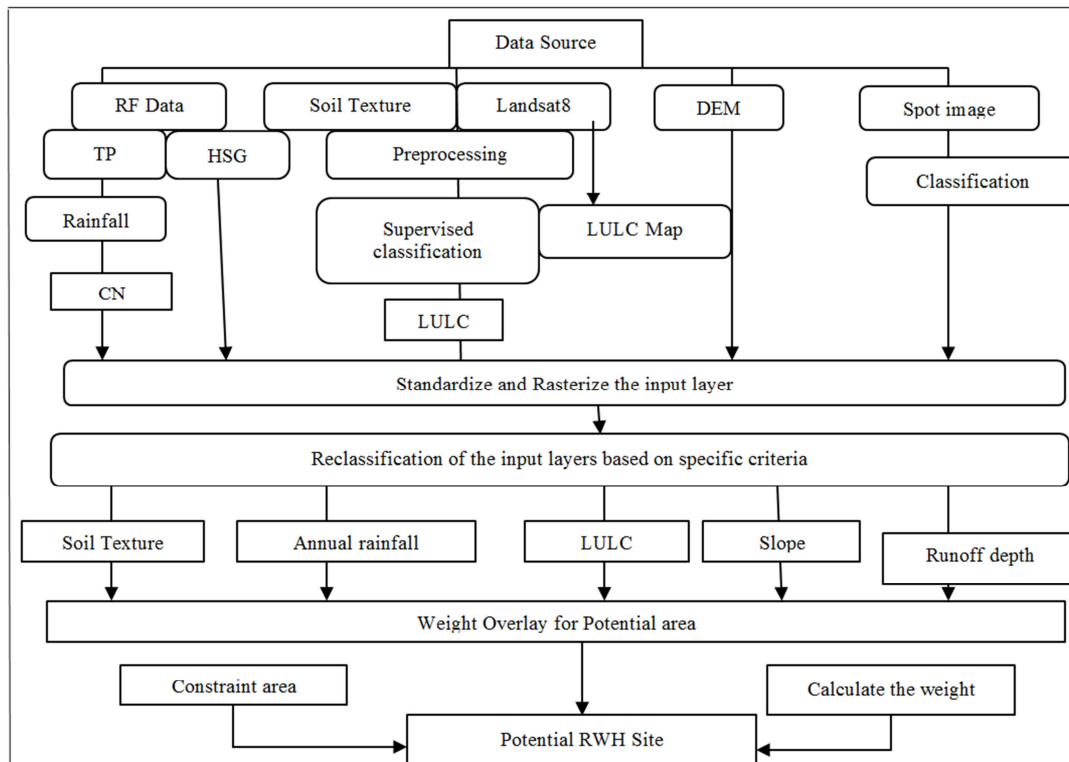 Data Source
RF Data
Soil Texture
Landsat8
DEM
Spot image
TP
HSG
Preprocessing
Classification
Rainfall
Supervised
classification
LULC Map
CN
LULC
Standardize and Rasterize the input layer
Reclassification of the input layers based on specific criteria
Soil Texture
Annual rainfall
LULC
Slope
Runoff depth
Weight Overlay for Potential area
Constraint area
Calculate the weight
Potential RWH Site